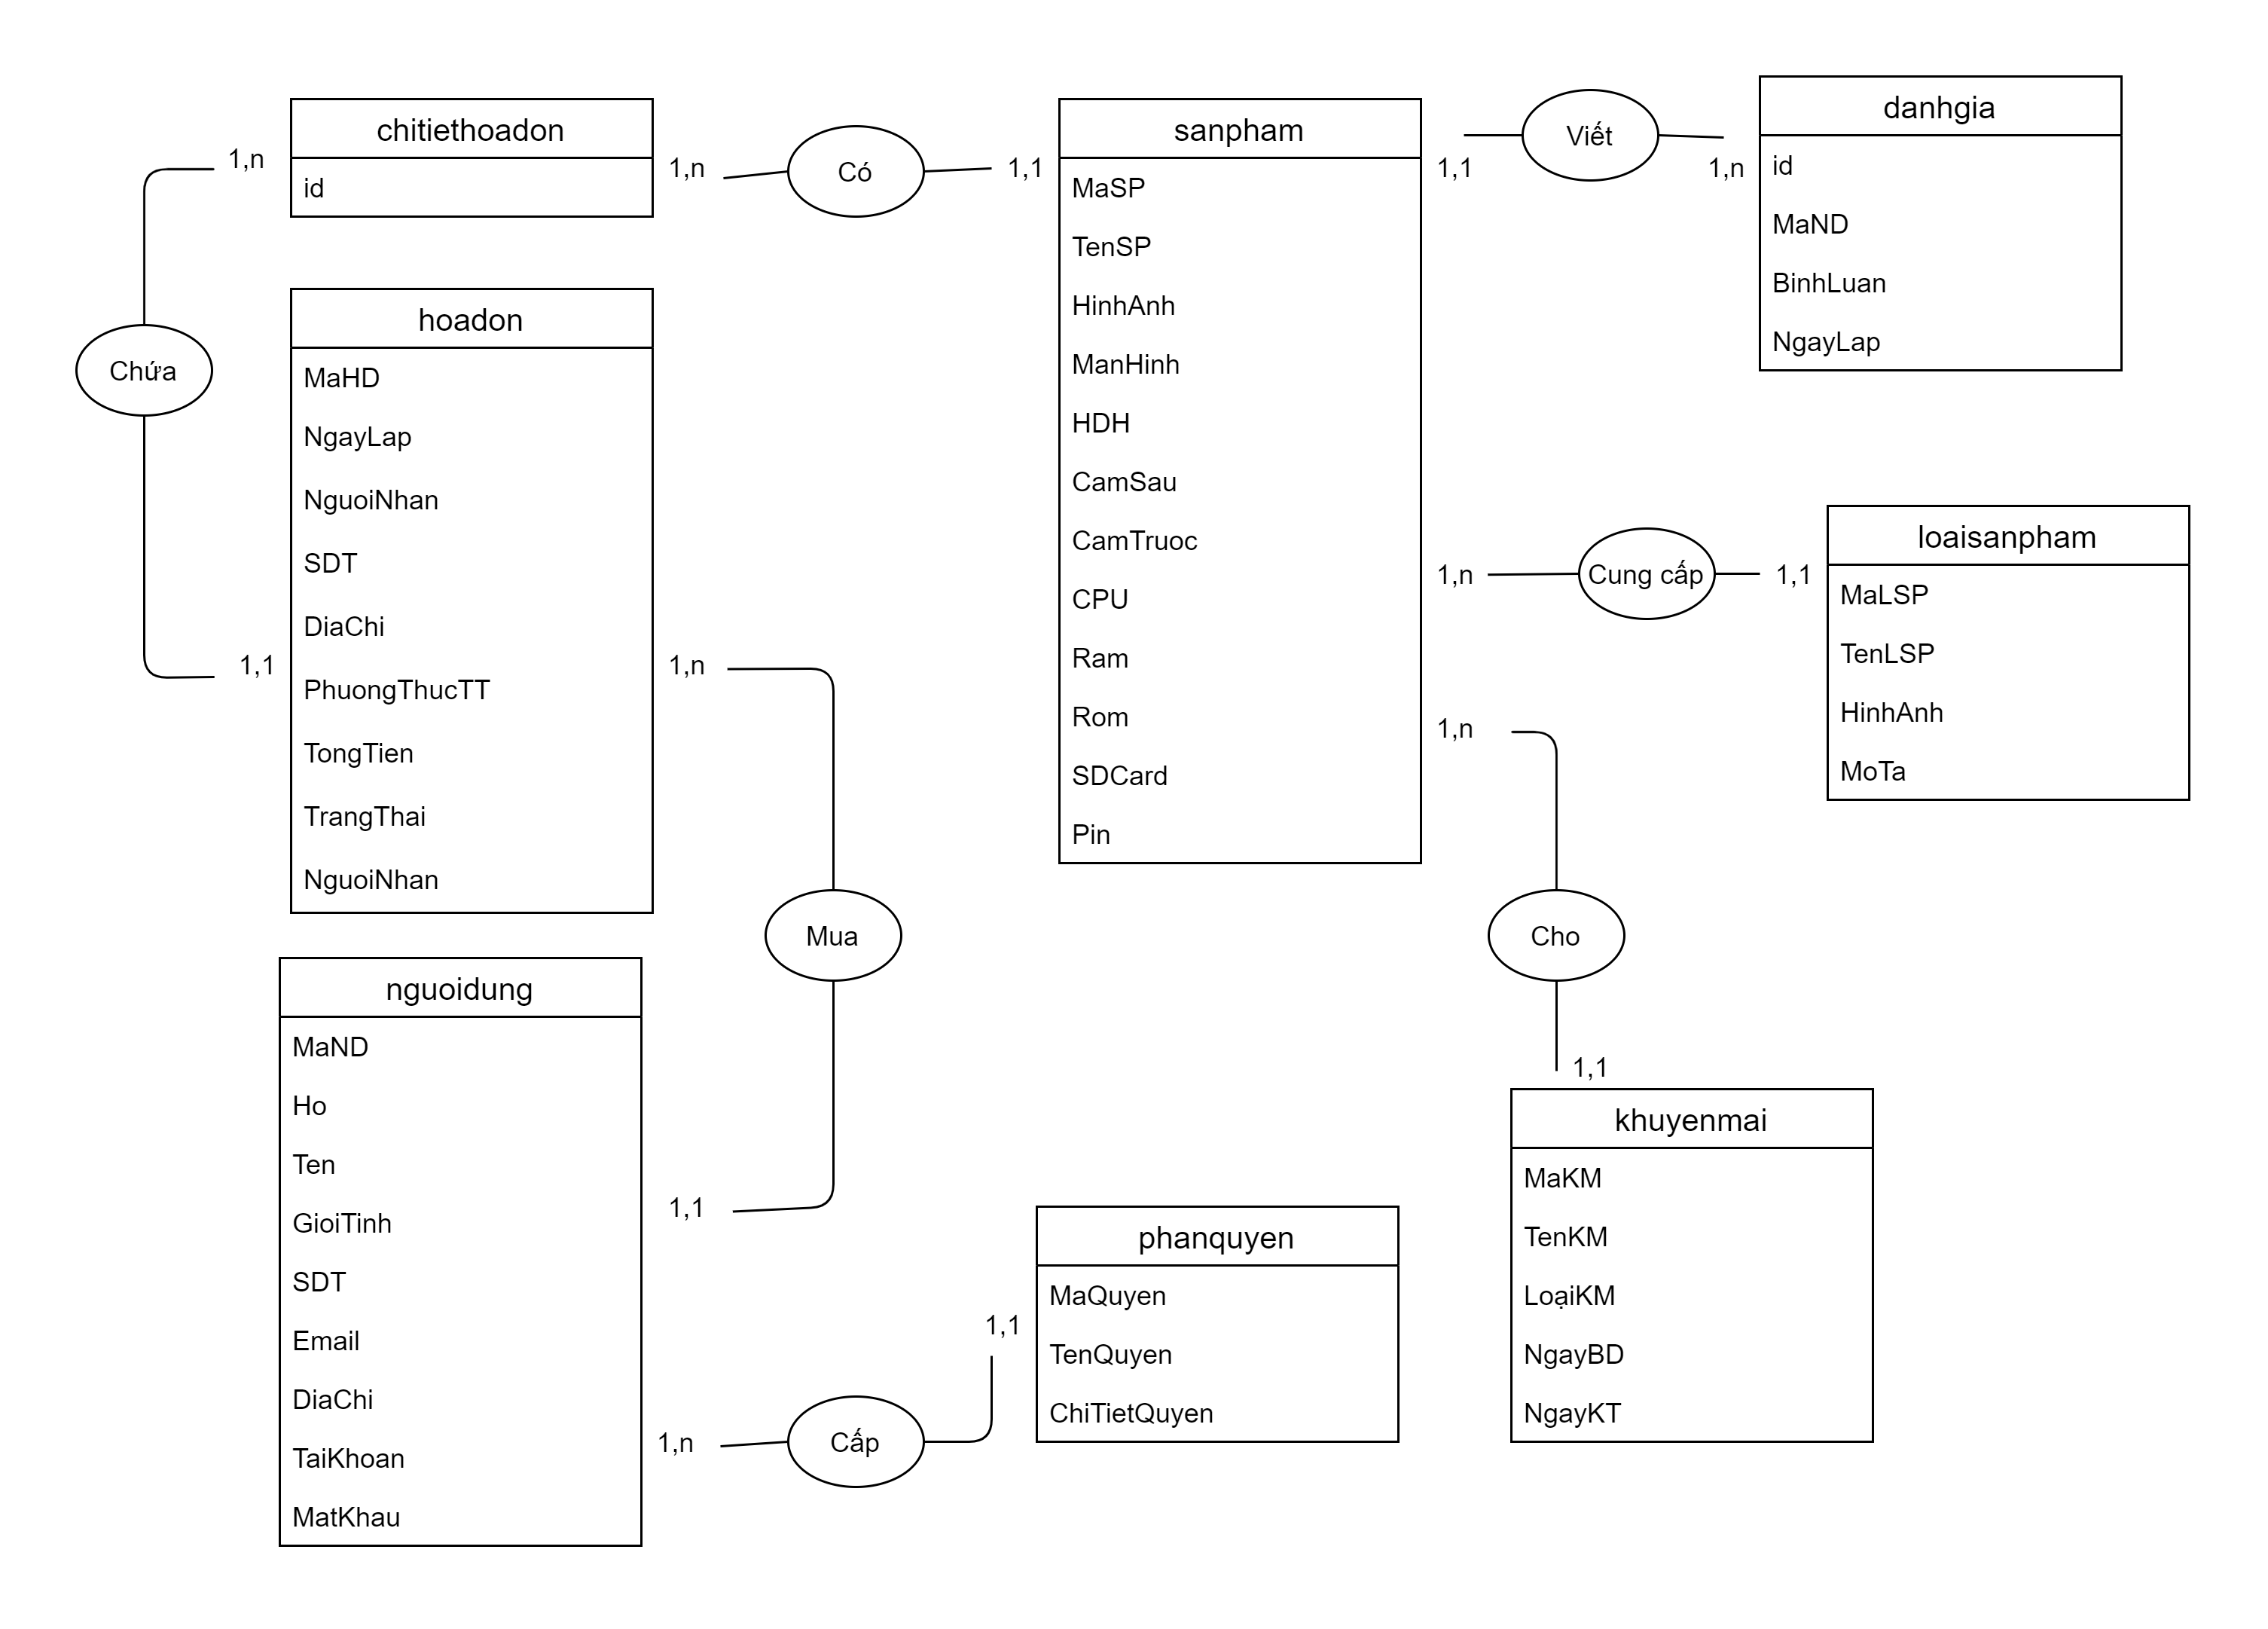 chitiethoadon
id
1,n
1,n
Có
1,1
sanpham
MaSP
TenSP
HinhAnh
ManHinh
HDH
CamSau
CamTruoc
CPU
Ram
Rom
SDCard
Pin
1,1
Viết
1,n
danhgia
id
MaND
BinhLuan
NgayLap
Chứa
1,1
hoadon
MaHD
NgayLap
NguoiNhan
SDT
DiaChi
PhuongThucTT
TongTien
TrangThai
NguoiNhan
1,n
Mua
1,1
1,n
Cung cấp
1,1
loaisanpham
MaLSP
TenLSP
HinhAnh
MoTa
1,n
Cho
1,1
nguoidung
MaND
Ho
Ten
GioiTinh
SDT
Email
DiaChi
TaiKhoan
MatKhau
1,n
Cấp
1,1
phanquyen
MaQuyen
TenQuyen
ChiTietQuyen
khuyenmai
MaKM
TenKM
LoạiKM
NgayBD
NgayKT